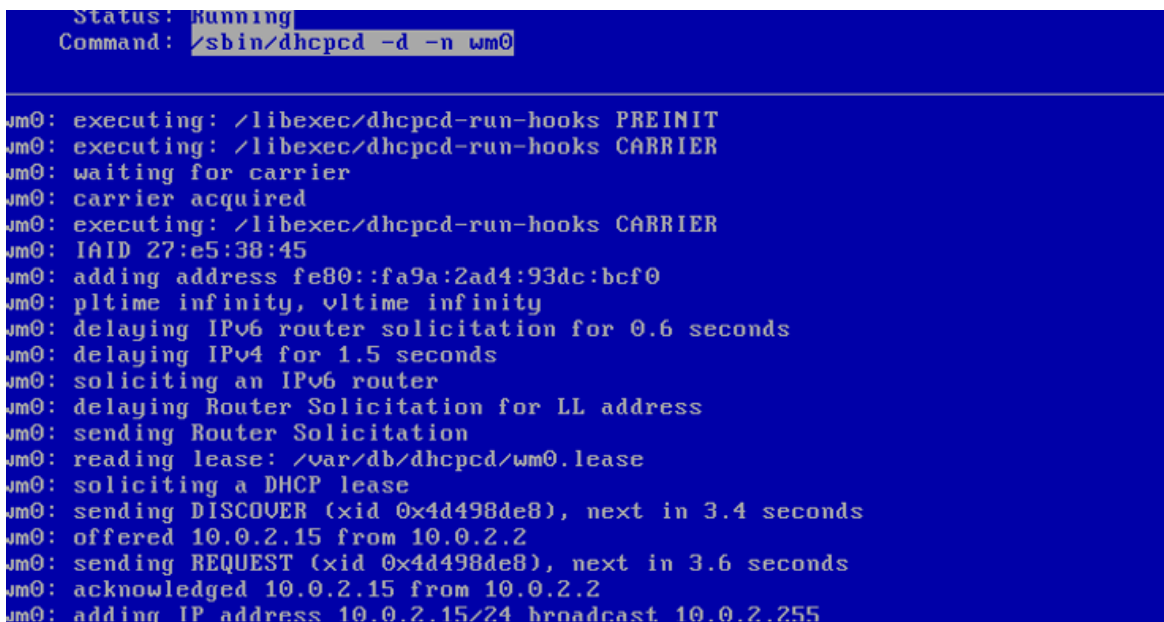 Status: Running
Command: /sbin/dhcpcd -d -n wm0
wm0: executing: /libexec/dhcpcd-run-hooks PREINIT
wm0: executing: /libexec/dhcpcd-run-hooks CARRIER
wm0: waiting for carrier
wm0: carrier acquired
wm0: executing: /libexec/dhcpcd-run-hooks CARRIER
wm0: IAID 27:e5:38:45
wm0: adding address fe80::fa9a:2ad4:93dc:bcf0
wm0: pltime infinity, vltime infinity
wm0: delaying IPv6 router solicitation for 0.6 seconds
wm0: delaying IPv4 for 1.5 seconds
wm0: soliciting an IPv6 router
wm0: delaying Router Solicitation for LL address
wm0: sending Router Solicitation
wm0: reading lease: /var/db/dhcpcd/wm0.lease
wm0: soliciting a DHCP lease
wm0: sending DISCOVER (xid 0x4d498de8), next in 3.4 seconds
wm0: offered 10.0.2.15 from 10.0.2.2
wm0: sending REQUEST (xid 0x4d498de8), next in 3.6 seconds
wm0: acknowledged 10.0.2.15 from 10.0.2.2
wm0: adding IP address 10.0.2.15/24 broadcast 10.0.2.255